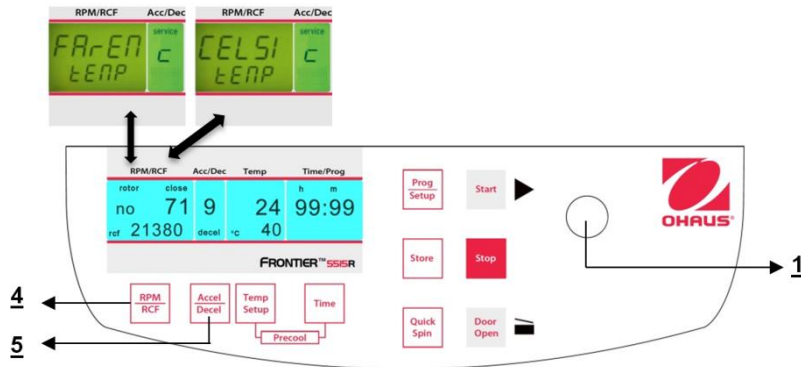 RPM/RCF Acc/Dec RPM/RCF Acc/Dec
FArEN service C CELSI service C
tEMP tEMP
RPM/RCF Acc/Dec Temp Time/Prog
rotor close h m
no 71 9 24 99:99
rcf 21380 decel °C 40
FRONTIER™ 5515R
Prog
Setup
Start
OHAUS®
Store
Stop
1
4
RPM
RCF
Accel
Decel
Temp
Setup
Time
Precool
Quick
Spin
Door
Open
5